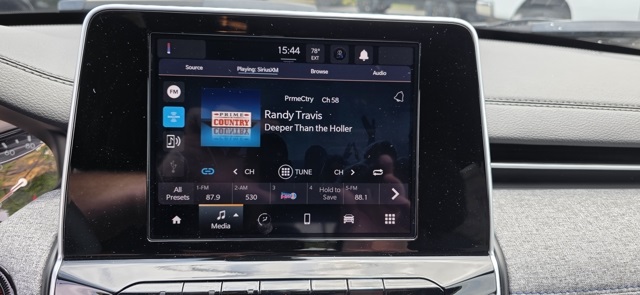 15:44 78° EXT
Source Playing: SiriusXM Browse Audio
FM
PrmeCtry Ch 58
PRIME COUNTRY
Randy Travis
Deeper Than the Holler
CH TUNE CH
All Presets
1-FM 87.9
2-AM 530
3
4 Hold to Save
5-FM 88.1
Media